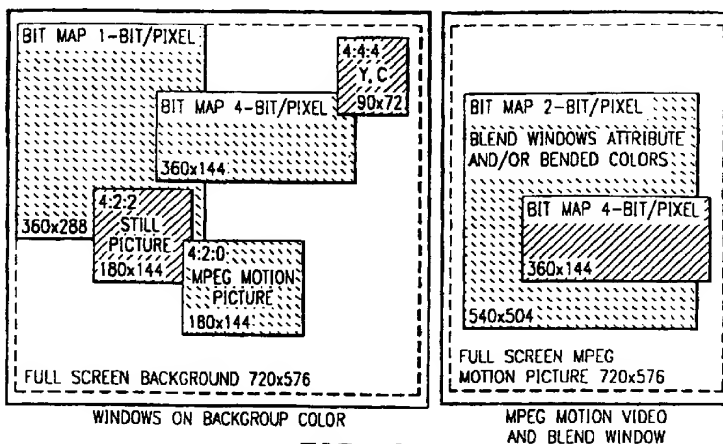 BIT MAP 1-BIT/PIXEL
360x288
4:4:4
Y, C
90x72
BIT MAP 4-BIT/PIXEL
360x144
4:2:2
STILL
PICTURE
180x144
4:2:0
MPEG MOTION
PICTURE
180x144
FULL SCREEN BACKGROUND 720x576
WINDOWS ON BACKGROUP COLOR
BIT MAP 2-BIT/PIXEL
BLEND WINDOWS ATTRIBUTE
AND/OR BENDED COLORS
BIT MAP 4-BIT/PIXEL
360x144
540x504
FULL SCREEN MPEG
MOTION PICTURE 720x576
MPEG MOTION VIDEO
AND BLEND WINDOW